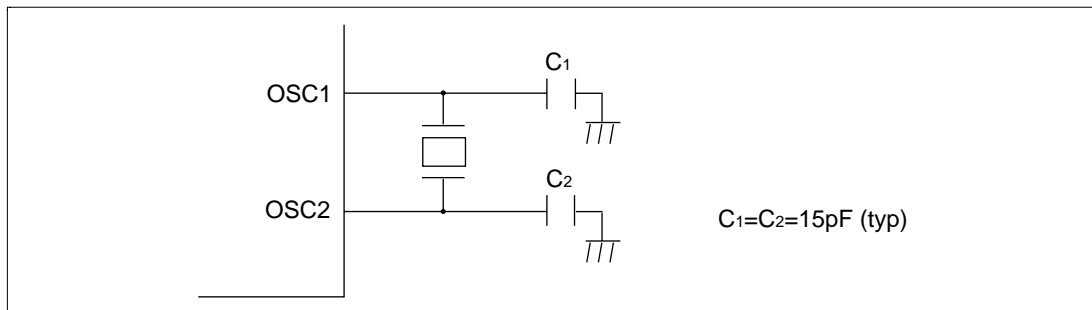 C₁
OSC1
C₂
OSC2
C₁=C₂=15pF (typ)